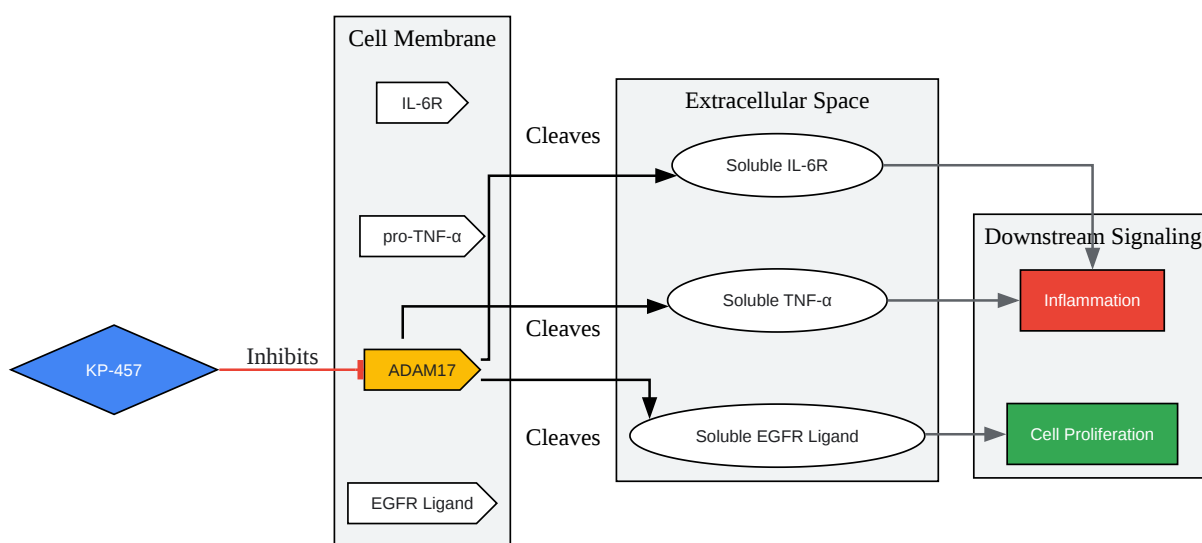 Cell Membrane
IL-6R
Cleaves
Extracellular Space
Soluble IL-6R
pro-TNF-α
Downstream Signaling
Soluble TNF-α
Inflammation
Cleaves
KP-457
Inhibits
ADAM17
Cleaves
Soluble EGFR Ligand
Cell Proliferation
EGFR Ligand